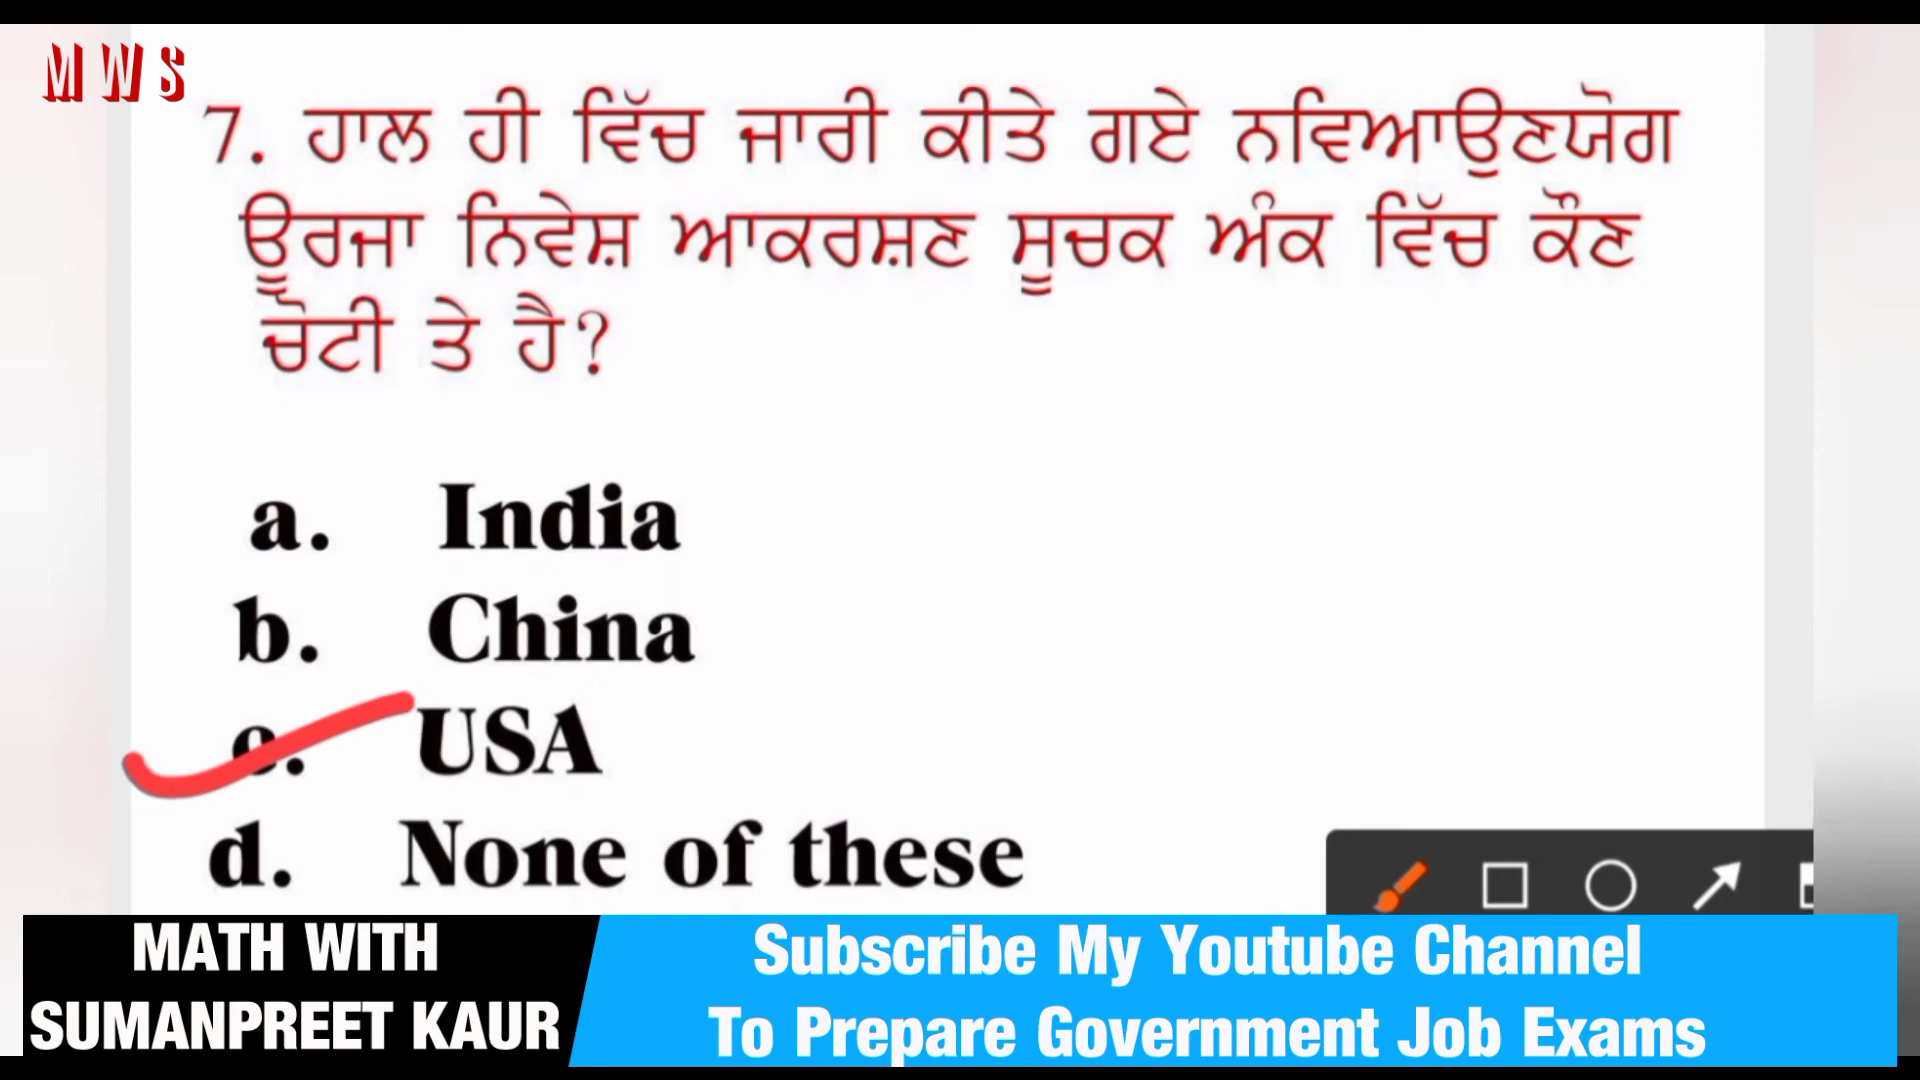 MWS
7. ਹਾਲ ਹੀ ਵਿੱਚ ਜਾਰੀ ਕੀਤੇ ਗਏ ਨਵਿਆਉਣਯੋਗ
ਊਰਜਾ ਨਿਵੇਸ਼ ਆਕਰਸ਼ਣ ਸੂਚਕ ਅੰਕ ਵਿੱਚ ਕੌਣ
ਚੋਟੀ ਤੇ ਹੈ?
a. India
b. China
c. USA
d. None of these
MATH WITH
SUMANPREET KAUR
Subscribe My Youtube Channel
To Prepare Government Job Exams